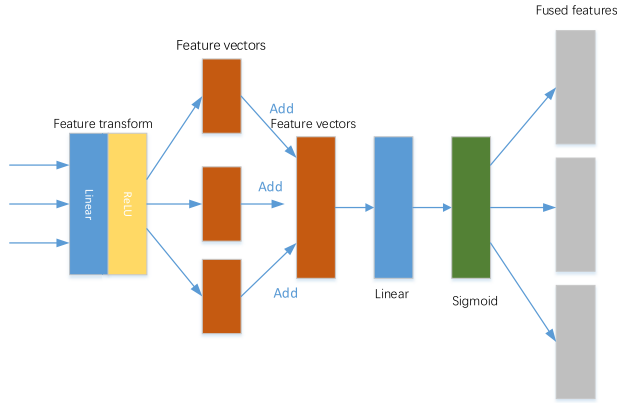 Fused features
Feature vectors
Add
Feature transform
Feature vectors
Linear
ReLU
Add
Add
Linear
Sigmoid